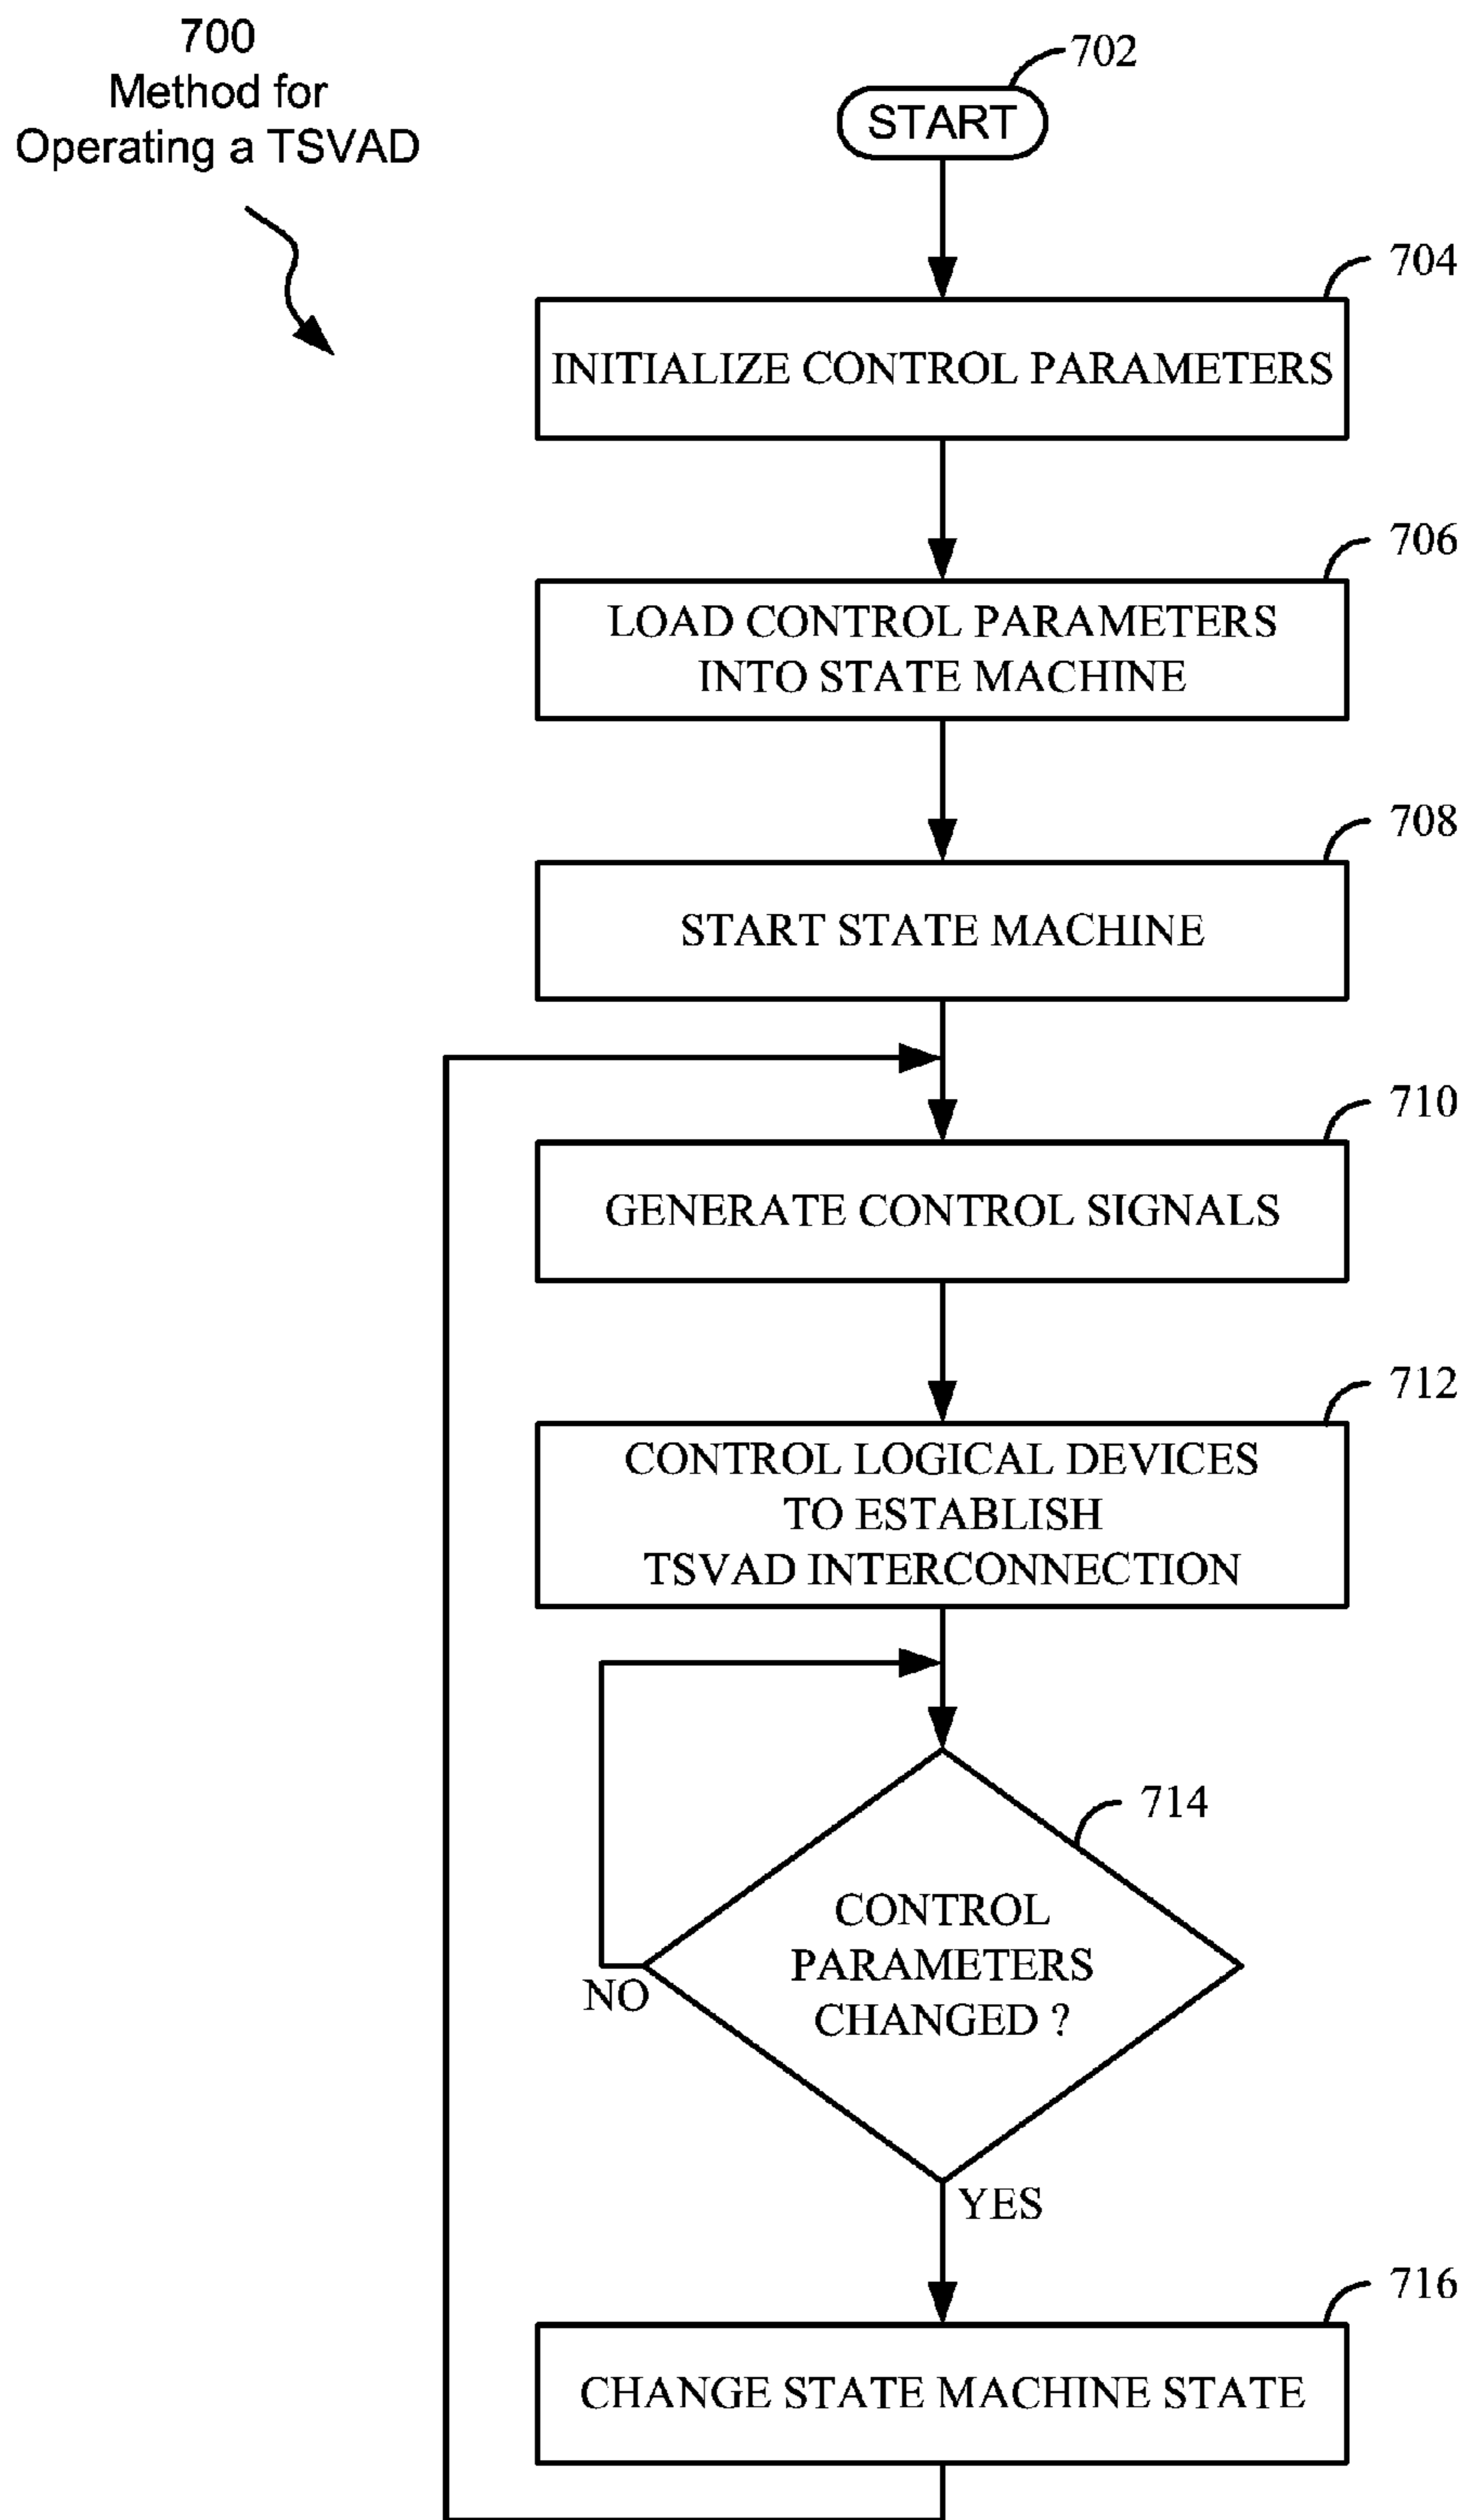 700
Method for
Operating a TSVAD
702
START
704
INITIALIZE CONTROL PARAMETERS
706
LOAD CONTROL PARAMETERS
INTO STATE MACHINE
708
START STATE MACHINE
710
GENERATE CONTROL SIGNALS
712
CONTROL LOGICAL DEVICES
TO ESTABLISH
TSVAD INTERCONNECTION
714
CONTROL
PARAMETERS
CHANGED ?
NO
YES
716
CHANGE STATE MACHINE STATE